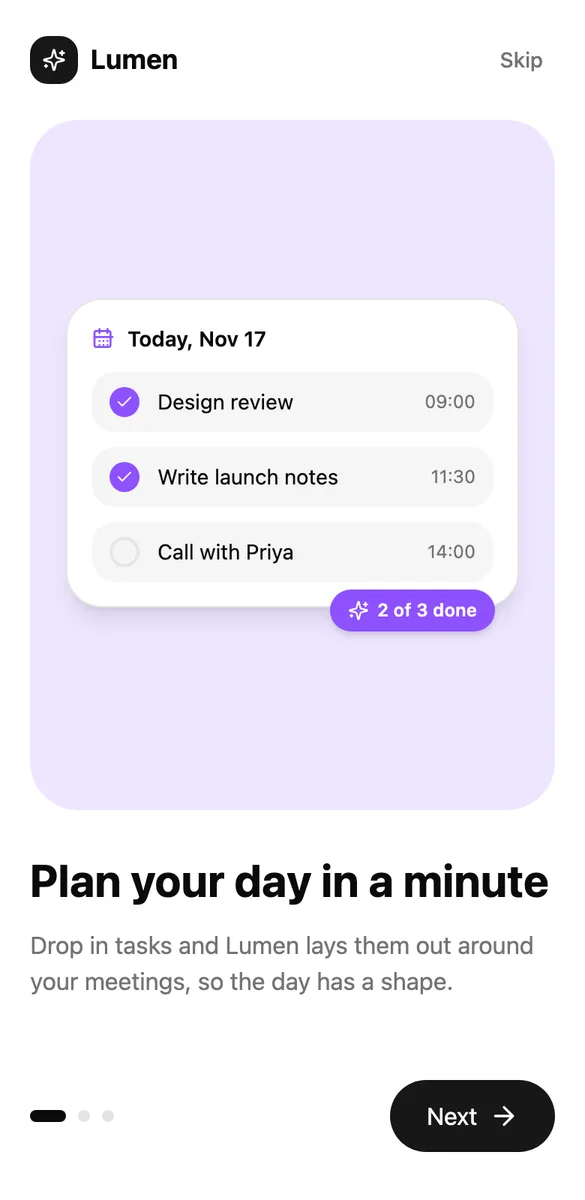 Lumen
Skip
Today, Nov 17
Design review 09:00
Write launch notes 11:30
Call with Priya 14:00
2 of 3 done
Plan your day in a minute
Drop in tasks and Lumen lays them out around
your meetings, so the day has a shape.
Next